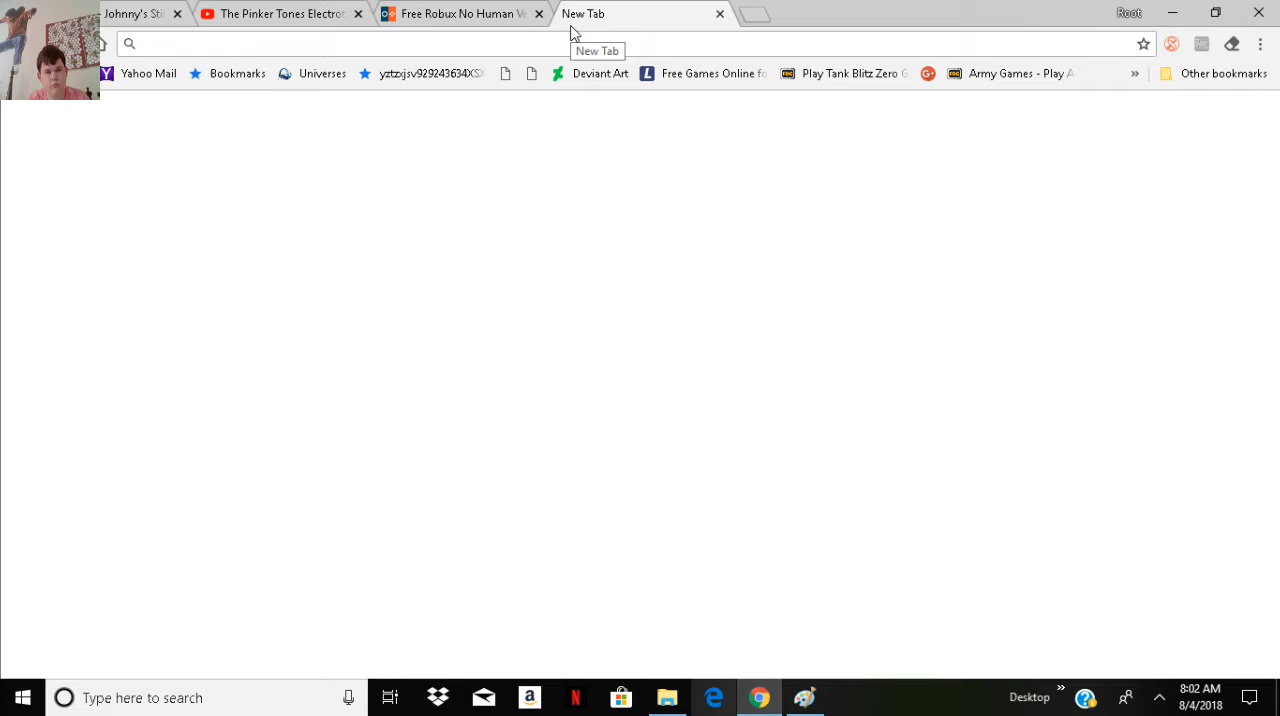 Johnny's Sti
The Pinker Tones Electrot
Free Robux No Human Ve
New Tab
Root
New Tab
Yahoo Mail
Bookmarks
Universes
Deviant Art
Free Games Online fo
Play Tank Blitz Zero G
Army Games - Play A
»
Other bookmarks
Type here to search
Desktop
»
8:02 AM
8/4/2018